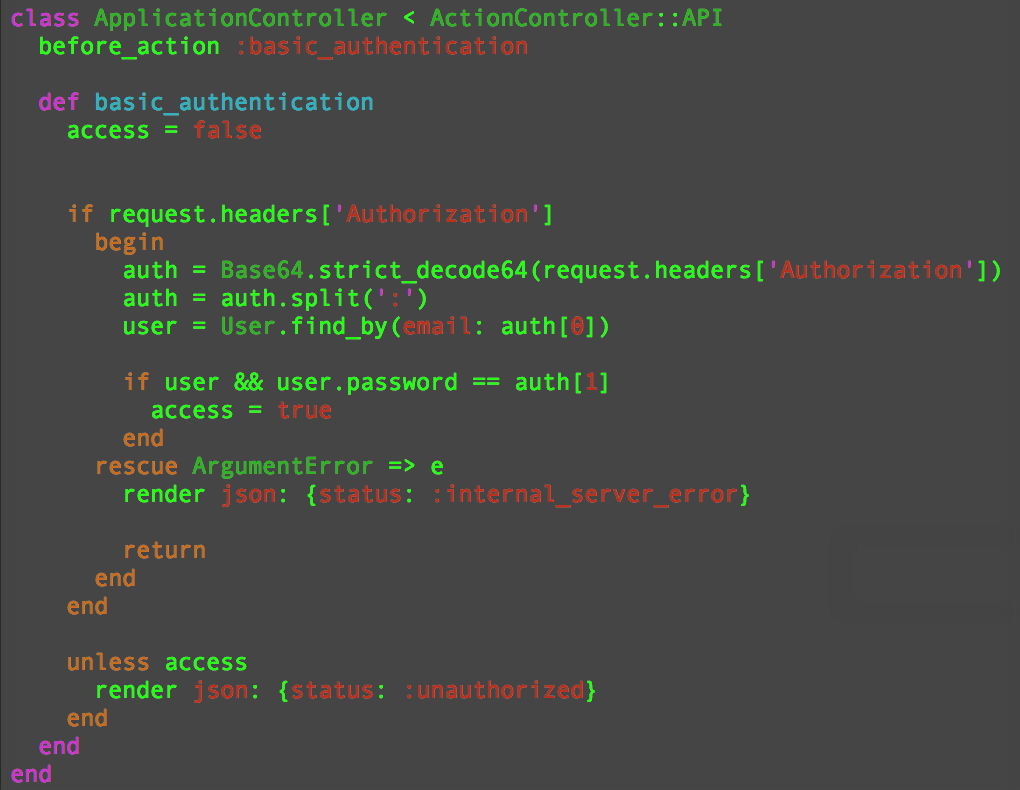 class ApplicationController < ActionController::API
  before_action :basic_authentication

  def basic_authentication
    access = false


    if request.headers['Authorization']
      begin
        auth = Base64.strict_decode64(request.headers['Authorization'])
        auth = auth.split(':')
        user = User.find_by(email: auth[0])

        if user && user.password == auth[1]
          access = true
        end
      rescue ArgumentError => e
        render json: {status: :internal_server_error}

        return
      end
    end

    unless access
      render json: {status: :unauthorized}
    end
  end
end